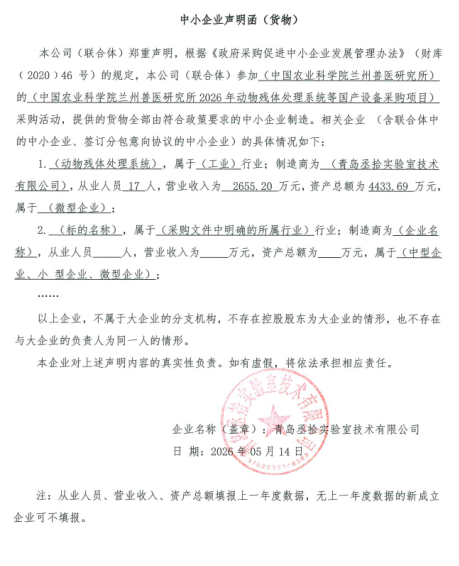 中小企业声明函（货物）
本公司（联合体）郑重声明，根据《政府采购促进中小企业发展管理办法》（财库
（2020）46 号）的规定，本公司（联合体）参加（中国农业科学院兰州兽医研究所）
的（中国农业科学院兰州兽医研究所 2026 年动物残体处理系统等国产设备采购项目）
采购活动，提供的货物全部由符合政策要求的中小企业制造。相关企业 （含联合体中
的中小企业、签订分包意向协议的中小企业）的具体情况如下：
1.（动物残体处理系统），属于（工业）行业；制造商为（青岛丞拾实验室技术
有限公司），从业人员 17 人，营业收入为 2655.20 万元，资产总额为 4433.69 万元，
属于（微型企业）；
2.（标的名称），属于（采购文件中明确的所属行业）行业；制造商为（企业名
称），从业人员____人，营业收入为____万元，资产总额为____万元，属于（中型企
业、小 型企业、微型企业）；
……
以上企业，不属于大企业的分支机构，不存在控股股东为大企业的情形，也不存在
与大企业的负责人为同一人的情形。
本企业对上述声明内容的真实性负责。如有虚假，将依法承担相应责任。
企业名称（盖章）：青岛丞拾实验室技术有限公司
日 期：2026 年 05 月 14 日
注：从业人员、营业收入、资产总额填报上一年度数据，无上一年度数据的新成立
企业可不填报。